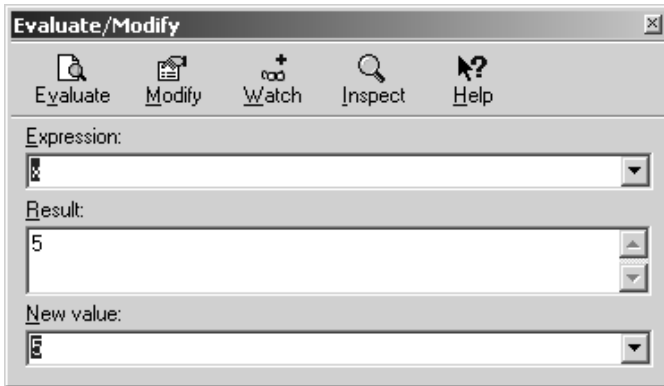 Evaluate/Modify
Evaluate Modify Watch Inspect Help
Expression:
x
Result:
5
New value:
5